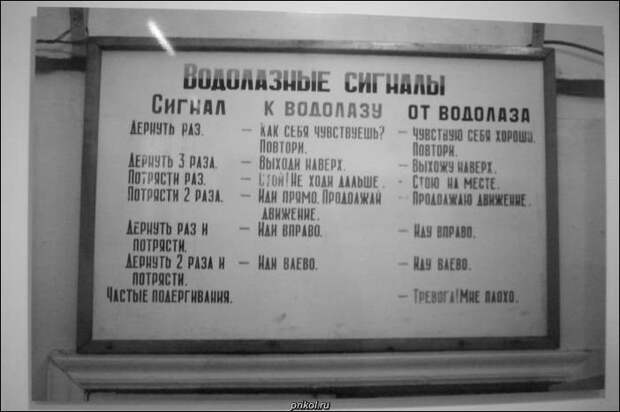 Водолазные сигналы
Сигнал к водолазу от водолаза
Дернуть раз. – Как себя чувствуешь? – Чувствую себя хорошо.
Повтори. Повтори.
Дернуть 3 раза. – Выходи наверх. – Выхожу наверх.
Потрясти раз. – Стой! Не ходи дальше. – Стою на месте.
Потрясти 2 раза. – Иди прямо. Продолжай – Продолжаю движение.
движение.
Дернуть раз и – Иди вправо. – Иду вправо.
потрясти.
Дернуть 2 раза и – Иди влево. – Иду влево.
потрясти.
Частые подергивания. – Тревога! Мне плохо.
prikol.ru